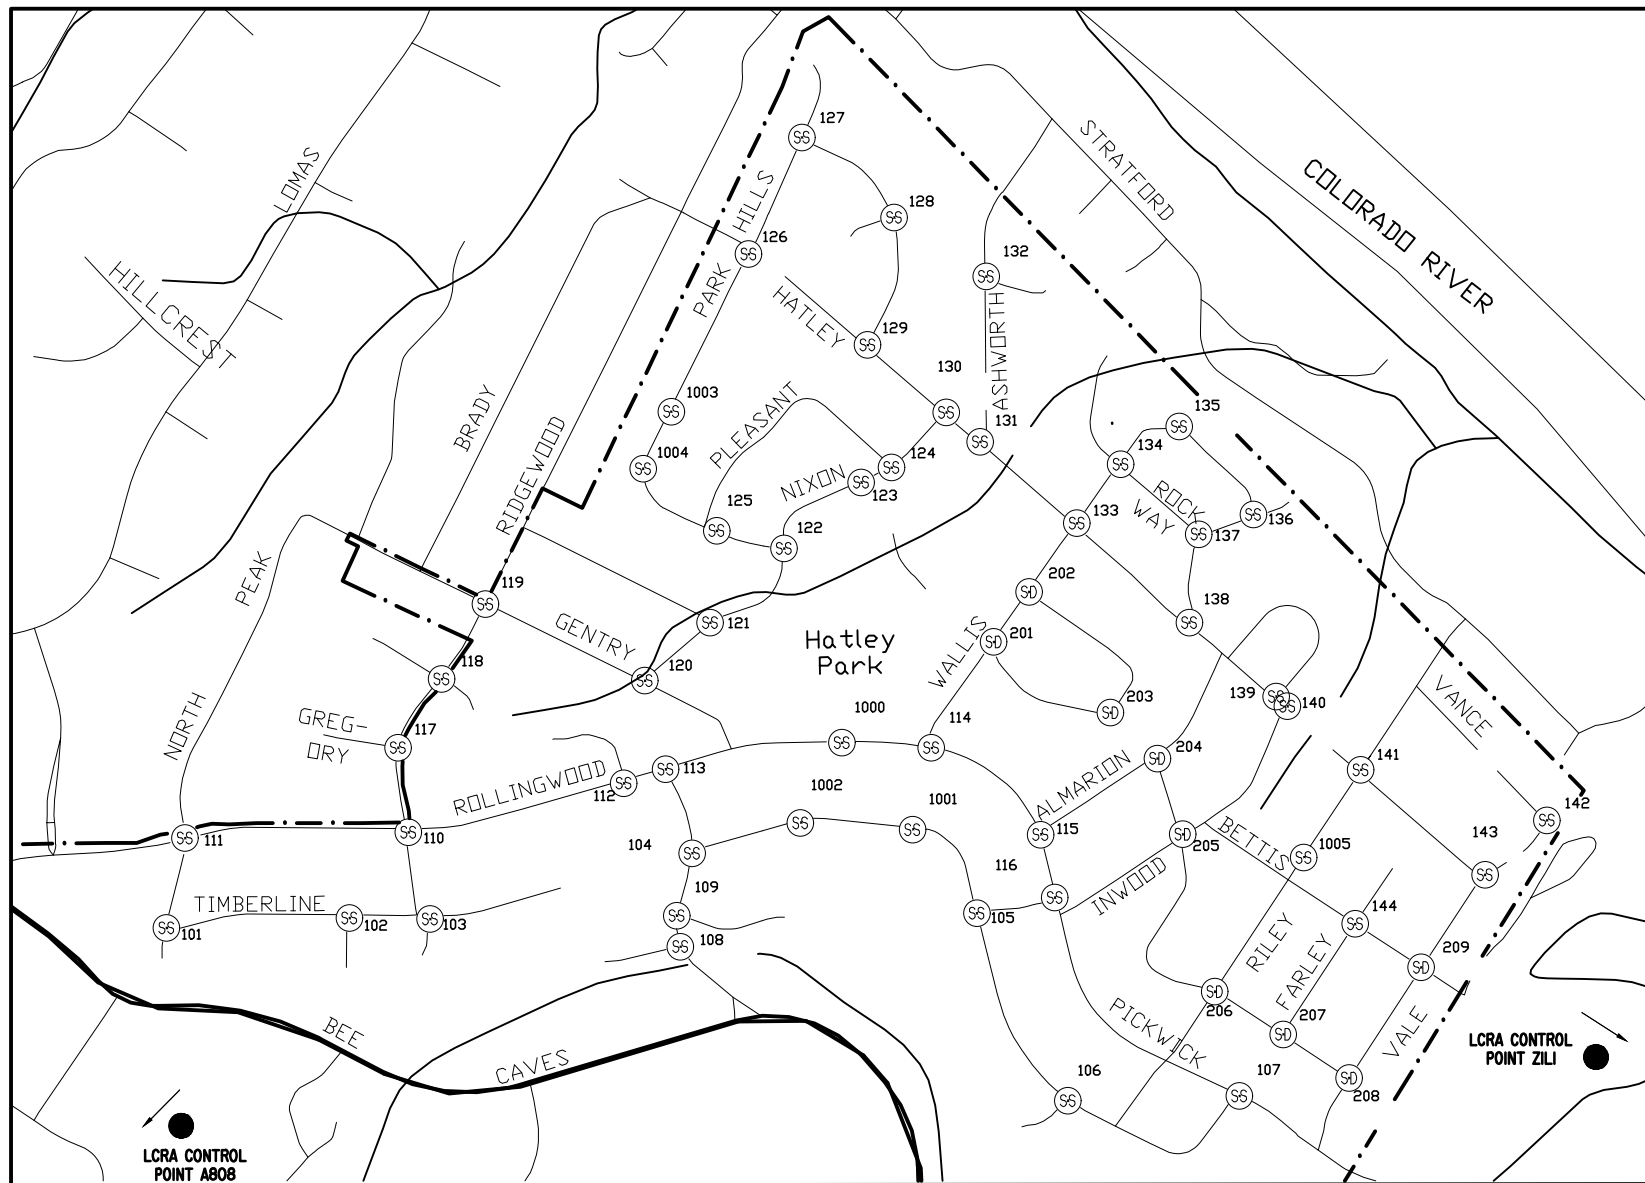 127
LOMAS
STRATFORD
COLORADO RIVER
HILLS
128
126
132
HILLCREST
PARK
HATLEY
ASHWORTH
129
130
1003
BRADY
PLEASANT
135
131
RIDGEWOOD
134
1004
124
NIXON
123
125
ROCK
WAY
136
122
133
137
PEAK
119
202
138
GENTRY
121
201
Hatley
Park
WALLIS
118
120
203
139
140
VANCE
NORTH
GREG-
ORY
117
1000
114
204
141
ROLLINGWOOD
112
113
1002
1001
ALMARION
142
111
110
104
115
205
BETTIS
1005
143
116
INWOOD
109
TIMBERLINE
101
102
103
105
144
108
RILEY
FARLEY
209
206
207
PICKWICK
VALE
BEE
CAVES
LCRA CONTROL
POINT ZILI
106
107
208
LCRA CONTROL
POINT A808
SS
SD